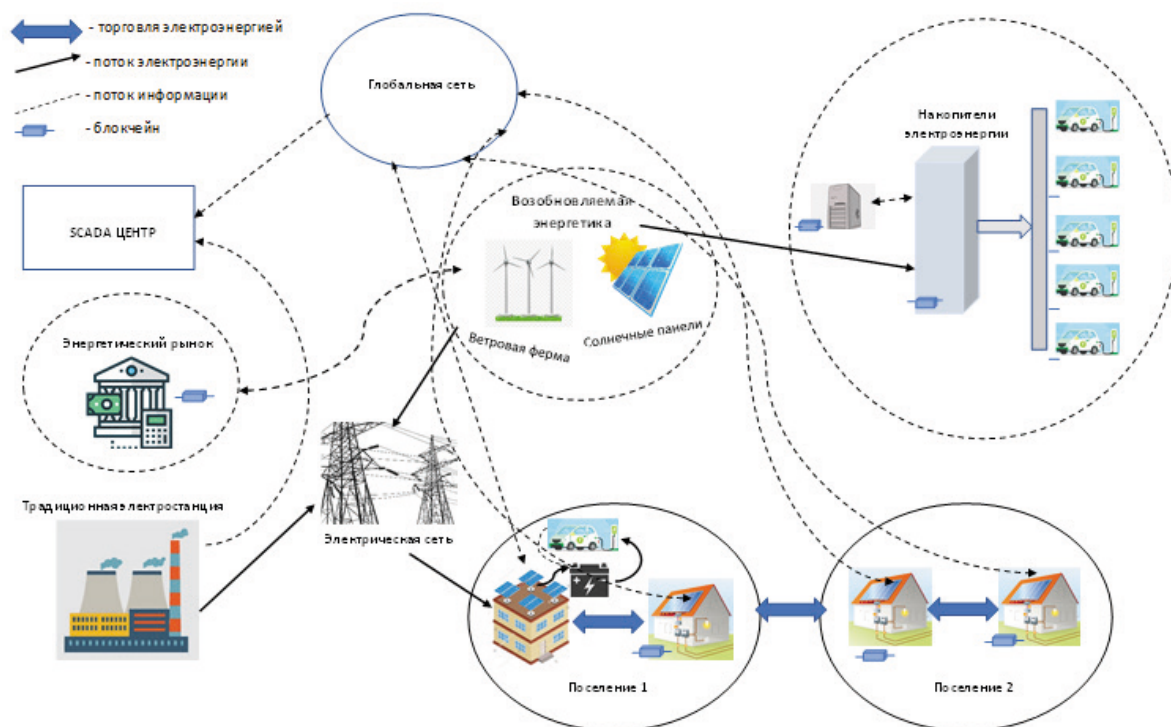 - торговля электроэнергией
- поток электроэнергии
- поток информации
- блокчейн
Глобальная сеть
Накопители
электроэнергии
SCADA ЦЕНТР
Возобновляемая
энергетика
Ветровая ферма
Солнечные панели
Энергетический рынок
Традиционная электростанция
Электрическая сеть
Поселение 1
Поселение 2